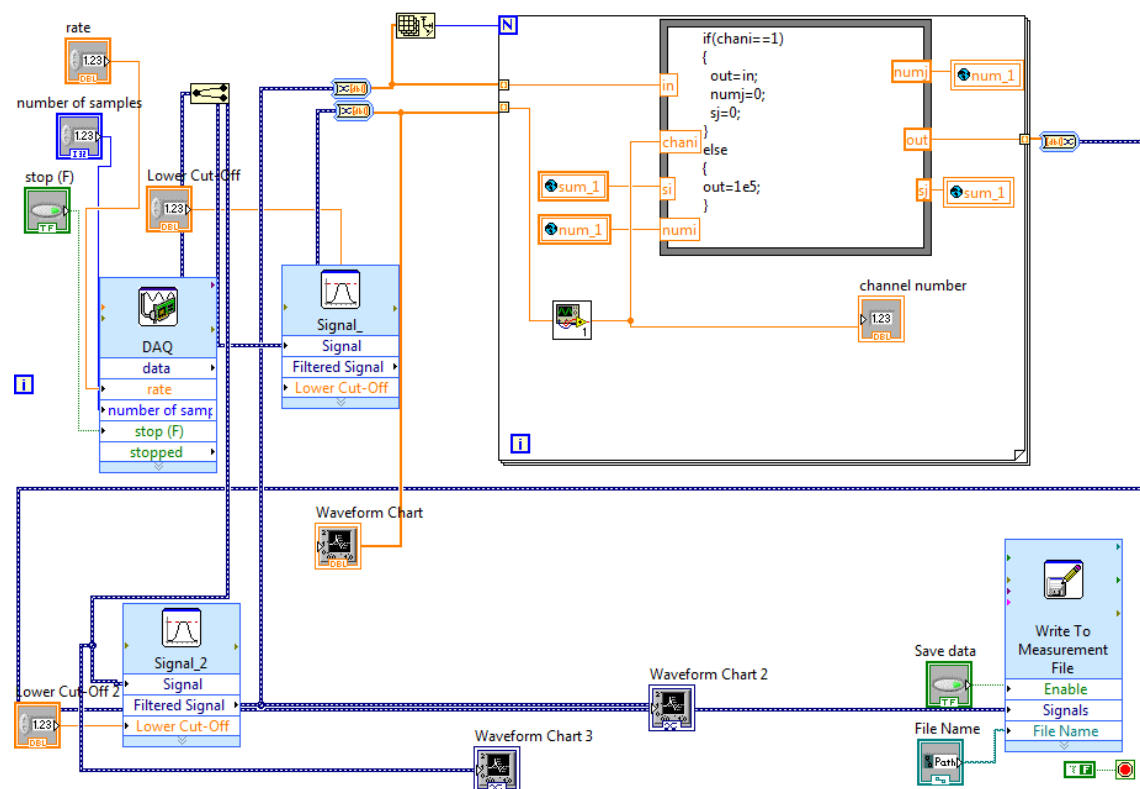 rate
1.23
DBL
number of samples
1.23
I32
stop (F)
TF
Lower Cut-Off
1.23
DBL
DAQ
data
rate
number of samp
stop (F)
stopped
i
Signal_
Signal
Filtered Signal
Lower Cut-Off
N
if(chani==1)
{
out=in;
numj=0;
sj=0;
}
else
{
out=1e5;
}
in
chani
si
numi
numj
out
sj
num_1
sum_1
sum_1
num_1
1
channel number
1.23
DBL
i
Waveform Chart
DBL
Signal_2
Signal
Filtered Signal
Lower Cut-Off
Lower Cut-Off 2
1.23
DBL
Waveform Chart 2
Waveform Chart 3
Save data
TF
File Name
Path
Write To
Measurement
File
Enable
Signals
File Name
F